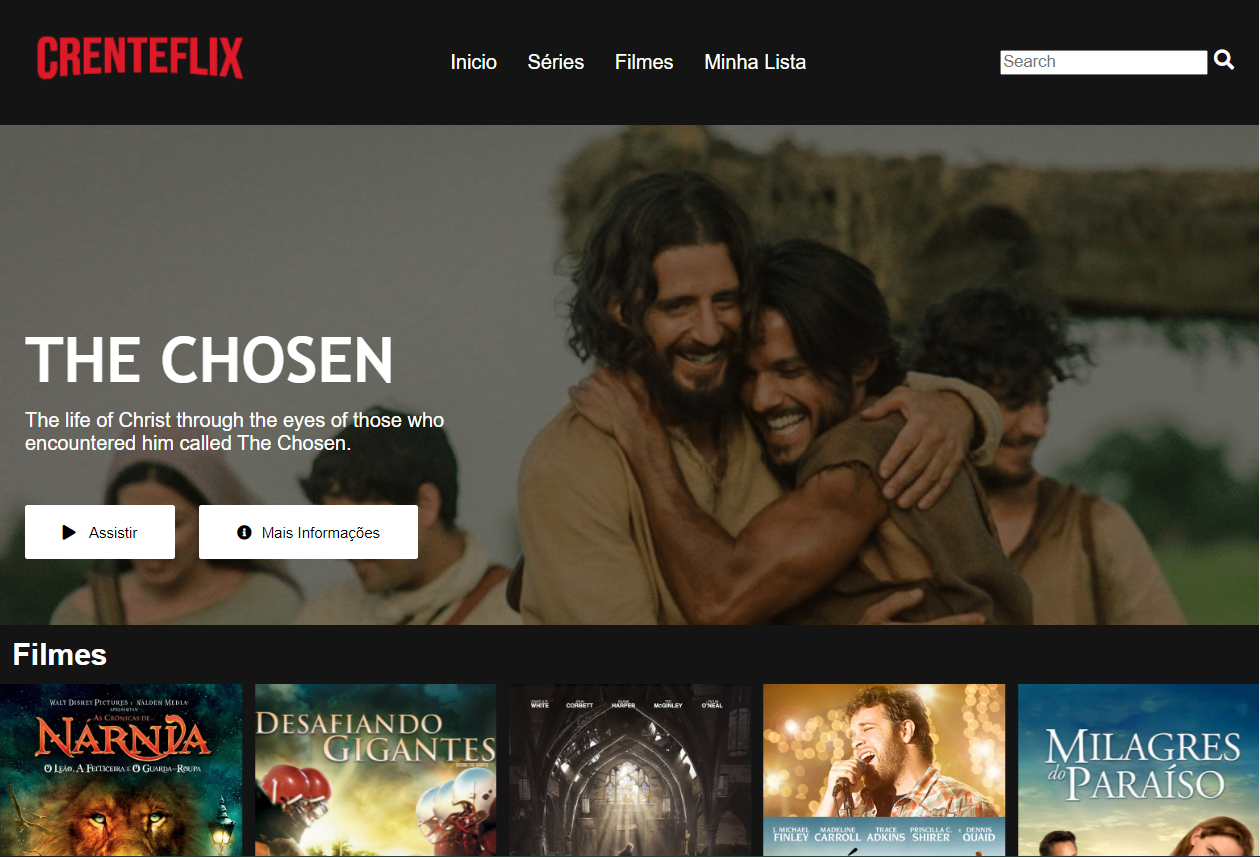 CRENTEFLIX
Inicio Séries Filmes Minha Lista
Search
THE CHOSEN
The life of Christ through the eyes of those who
encountered him called The Chosen.
Assistir Mais Informações
Filmes
WALT DISNEY PICTURES E WALDEN MEDIA
APRESENTAM
AS CRÔNICAS DE
NÁRNIA
O LEÃO, A FEITICEIRA E O GUARDA-ROUPA
DESAFIANDO
GIGANTES
WHITE CORBETT HARPER McGINLEY O'NEAL
J. MICHAEL FINLEY MADELINE CARROLL TRACE ADKINS PRISCILLA C. SHIRER E DENNIS QUAID
MILAGRES
do PARAÍSO